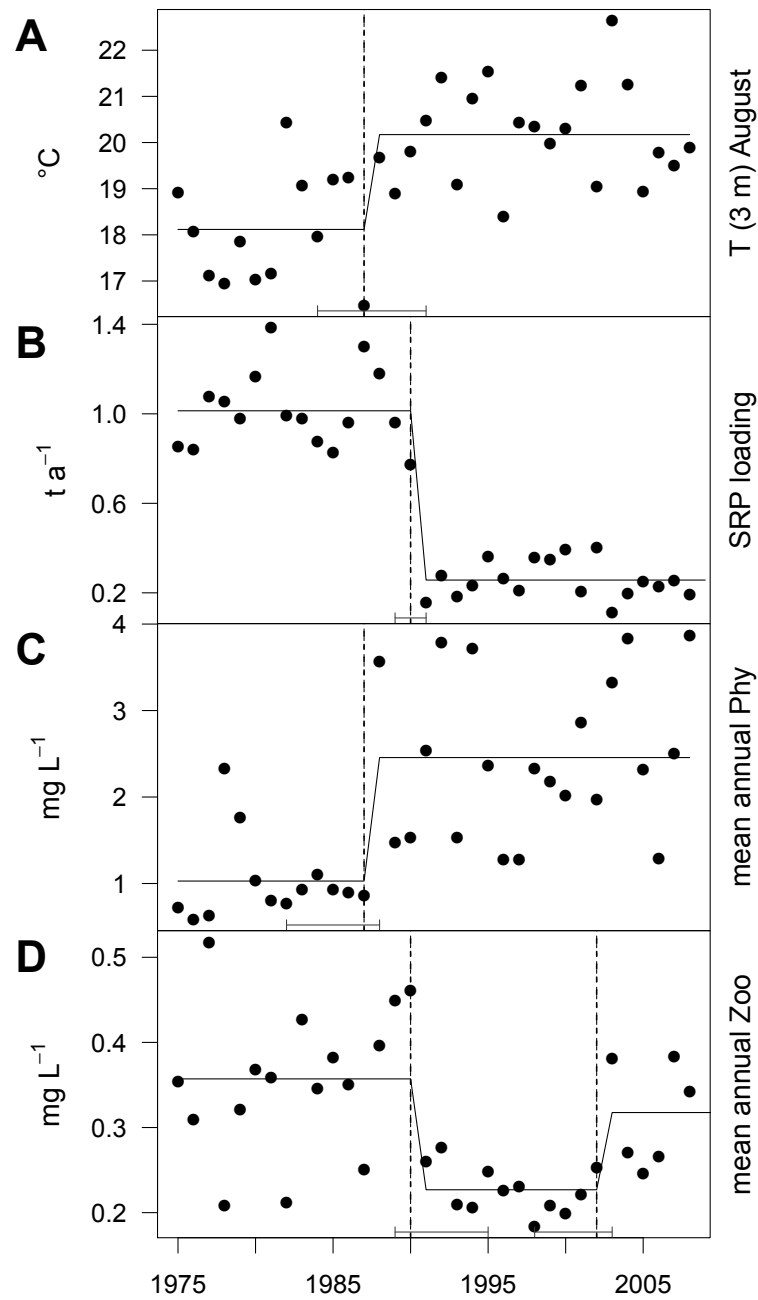 A
22
21
20
19
18
17
°C
T (3 m) August
B
1.4
1.0
0.6
0.2
t a⁻¹
SRP loading
C
4
3
2
1
mg L⁻¹
mean annual Phy
D
0.5
0.4
0.3
0.2
mg L⁻¹
mean annual Zoo
1975 1985 1995 2005